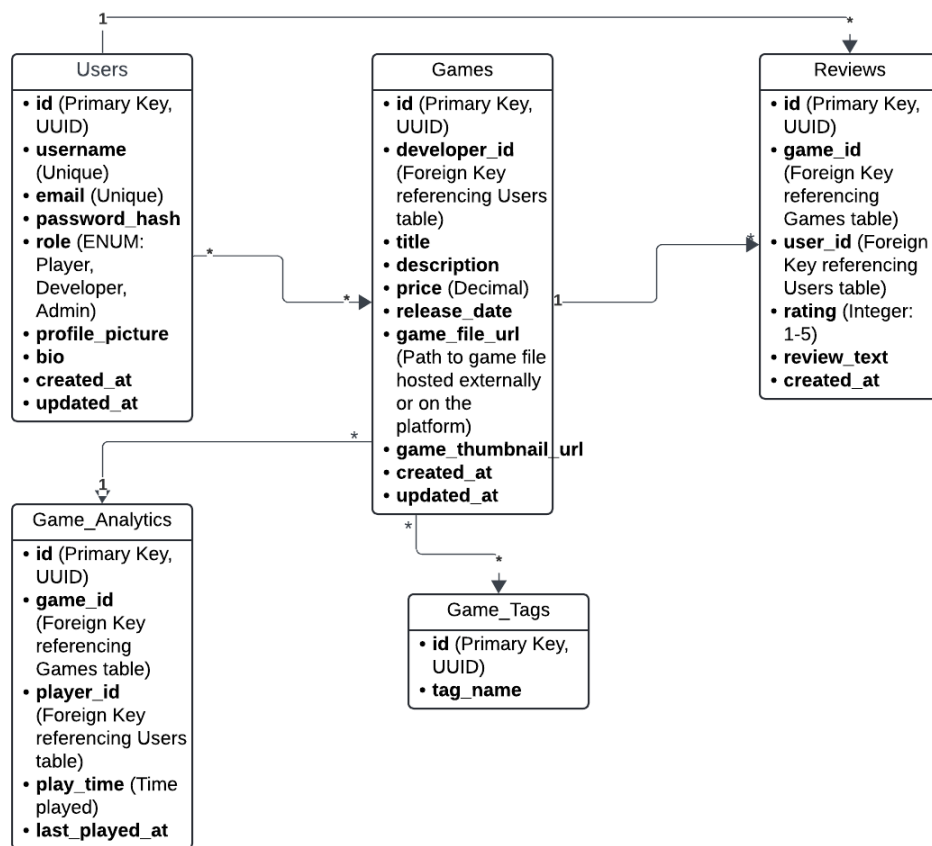 1
*
Users
• id (Primary Key,
UUID)
• username
(Unique)
• email (Unique)
• password_hash
• role (ENUM:
Player,
Developer,
Admin)
• profile_picture
• bio
• created_at
• updated_at
*
*
Games
• id (Primary Key,
UUID)
• developer_id
(Foreign Key
referencing Users
table)
• title
• description
• price (Decimal)
• release_date
• game_file_url
(Path to game file
hosted externally
or on the
platform)
• game_thumbnail_url
• created_at
• updated_at
1
*
Reviews
• id (Primary Key,
UUID)
• game_id
(Foreign Key
referencing
Games table)
• user_id (Foreign
Key referencing
Users table)
• rating (Integer:
1-5)
• review_text
• created_at
*
1
Game_Analytics
• id (Primary Key,
UUID)
• game_id
(Foreign Key
referencing
Games table)
• player_id
(Foreign Key
referencing Users
table)
• play_time (Time
played)
• last_played_at
*
*
Game_Tags
• id (Primary Key,
UUID)
• tag_name